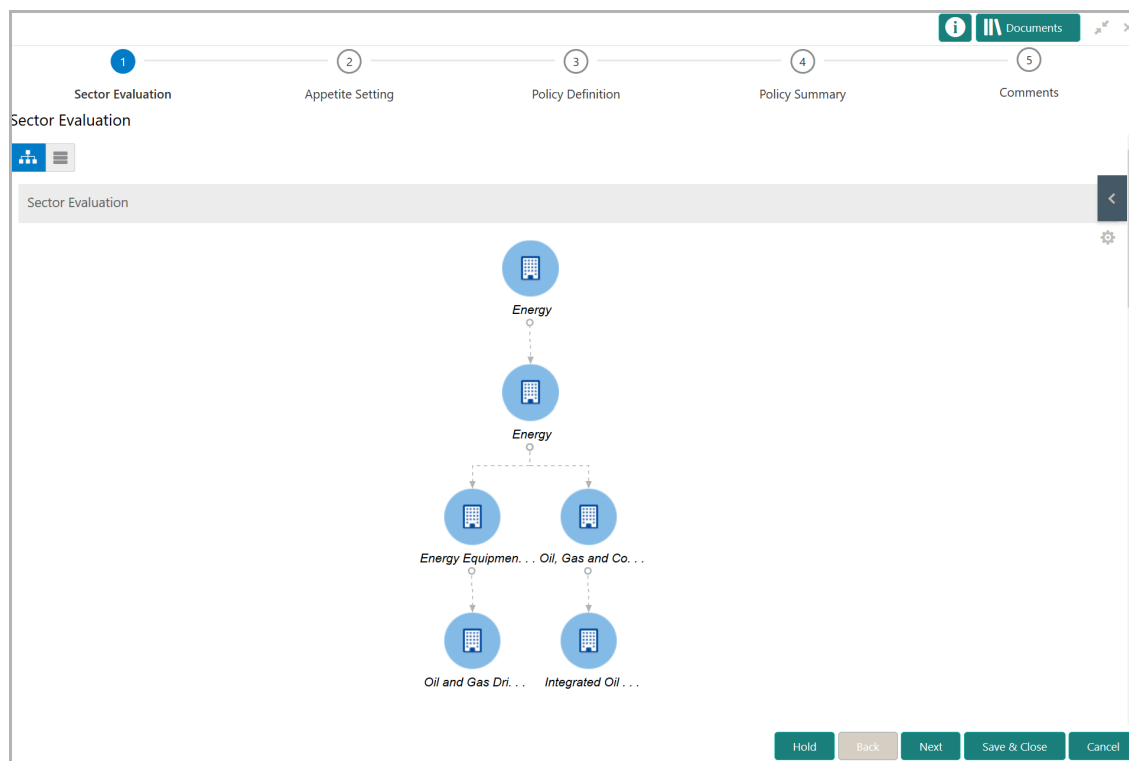 Documents
1 2 3 4 5
Sector Evaluation Appetite Setting Policy Definition Policy Summary Comments
Sector Evaluation
Sector Evaluation
Energy
Energy
Energy Equipmen. . . Oil, Gas and Co. . .
Oil and Gas Dri. . . Integrated Oil . . .
Hold Back Next Save & Close Cancel